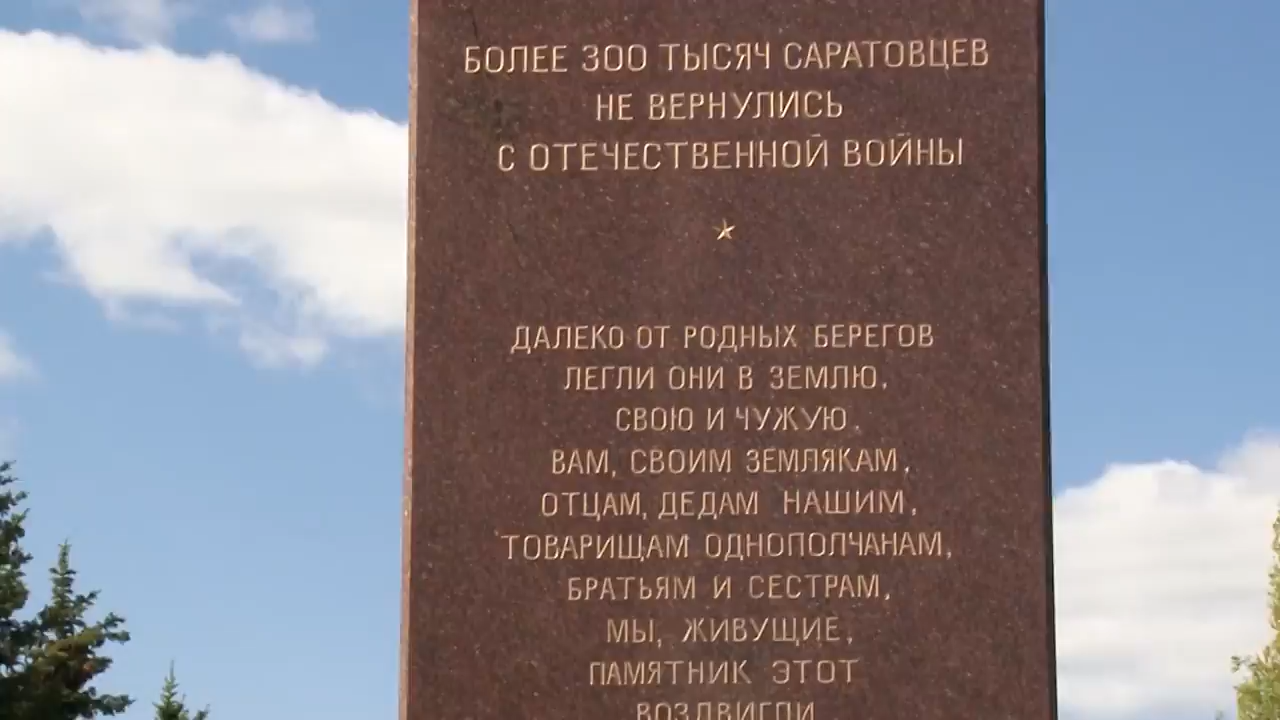 БОЛЕЕ 300 ТЫСЯЧ САРАТОВЦЕВ
НЕ ВЕРНУЛИСЬ
С ОТЕЧЕСТВЕННОЙ ВОЙНЫ
ДАЛЕКО ОТ РОДНЫХ БЕРЕГОВ
ЛЕГЛИ ОНИ В ЗЕМЛЮ,
СВОЮ И ЧУЖУЮ.
ВАМ, СВОИМ ЗЕМЛЯКАМ,
ОТЦАМ, ДЕДАМ НАШИМ,
ТОВАРИЩАМ ОДНОПОЛЧАНАМ,
БРАТЬЯМ И СЕСТРАМ,
МЫ, ЖИВУЩИЕ,
ПАМЯТНИК ЭТОТ
ВОЗДВИГЛИ